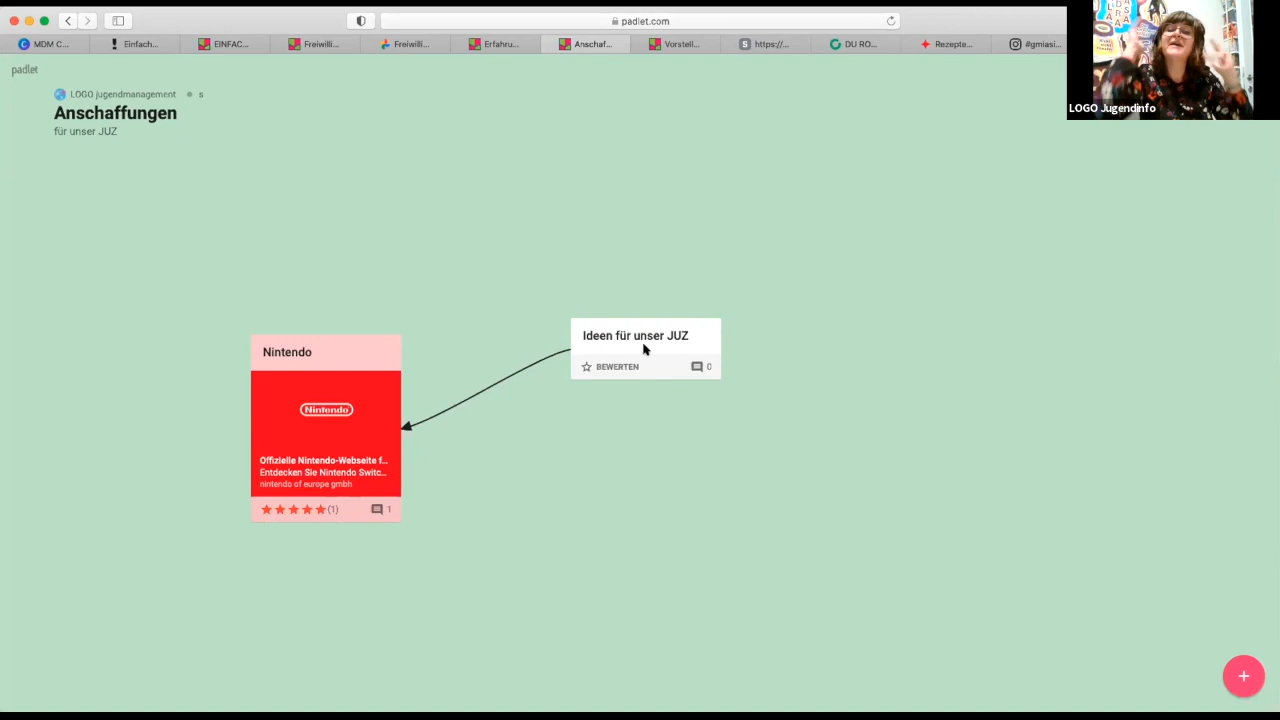 padlet.com
MDM C...
Einfach...
EINFAC...
Freiwilli...
Freiwilli...
Erfahru...
Anschaf...
Vorstell...
https://...
DU RO...
Rezepte...
@gmiasi...
LOGO Jugendinfo
padlet
LOGO jugendmanagement
s
Anschaffungen
für unser JUZ
Ideen für unser JUZ
BEWERTEN
0
Nintendo
Nintendo
Offizielle Nintendo-Webseite f...
Entdecken Sie Nintendo Switc...
nintendo of europe gmbh
(1)
1